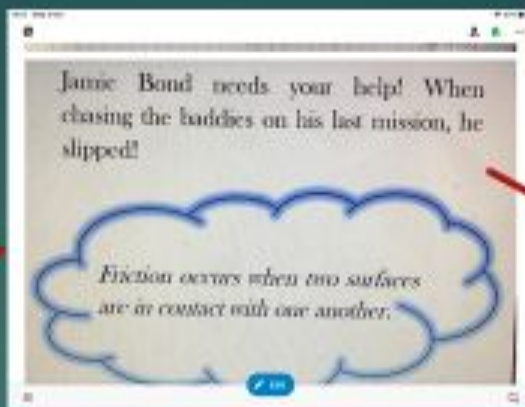 Jamie Bond needs your help! When
chasing the baddies on his last mission, he
slipped!
Friction occurs when two surfaces
are in contact with one another.